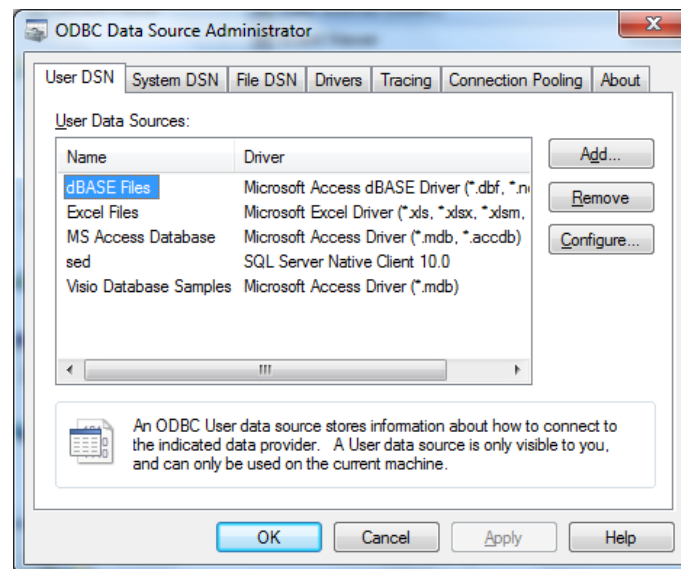 ODBC Data Source Administrator
User DSN System DSN File DSN Drivers Tracing Connection Pooling About
User Data Sources:
Name Driver
dBASE Files Microsoft Access dBASE Driver (*.dbf, *.n
Excel Files Microsoft Excel Driver (*.xls, *.xlsx, *.xlsm,
MS Access Database Microsoft Access Driver (*.mdb, *.accdb)
sed SQL Server Native Client 10.0
Visio Database Samples Microsoft Access Driver (*.mdb)
Add...
Remove
Configure...
An ODBC User data source stores information about how to connect to
the indicated data provider. A User data source is only visible to you,
and can only be used on the current machine.
OK Cancel Apply Help